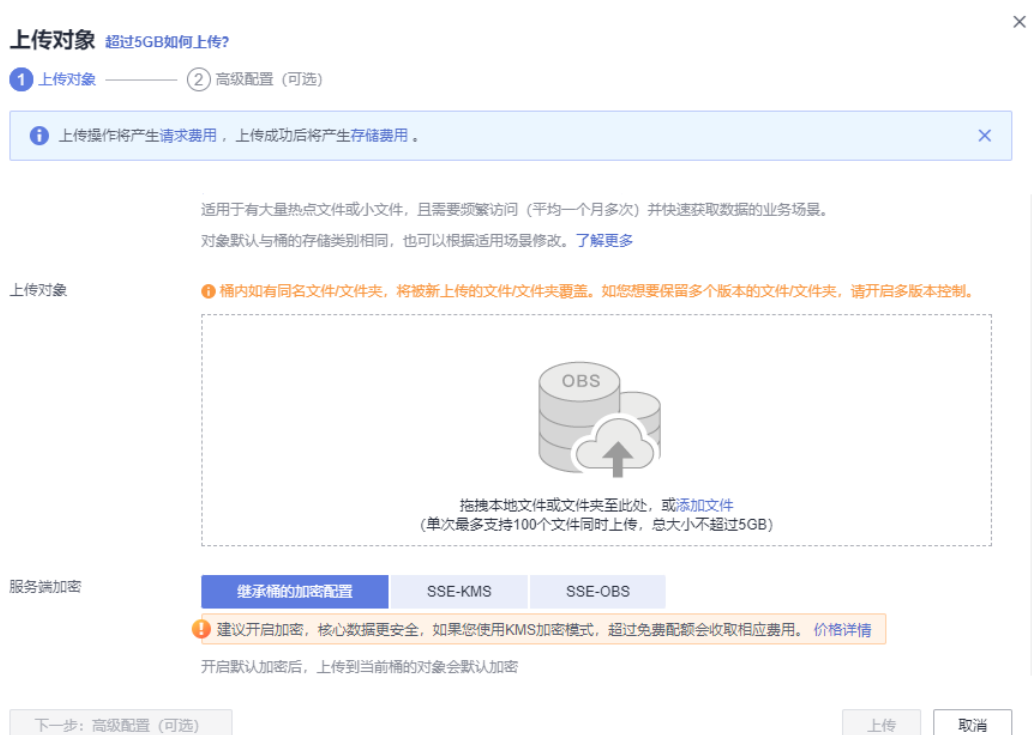 上传对象 超过5GB如何上传?
1 上传对象 2 高级配置（可选）
上传操作将产生请求费用，上传成功后将产生存储费用。
适用于有大量热点文件或小文件，且需要频繁访问（平均一个月多次）并快速获取数据的业务场景。
对象默认与桶的存储类别相同，也可以根据适用场景修改。了解更多
上传对象 桶内如有同名文件/文件夹，将被新上传的文件/文件夹覆盖。如您想要保留多个版本的文件/文件夹，请开启多版本控制。
OBS
拖拽本地文件或文件夹至此处，或添加文件
（单次最多支持100个文件同时上传，总大小不超过5GB）
服务端加密 继承桶的加密配置 SSE-KMS SSE-OBS
建议开启加密，核心数据更安全，如果您使用KMS加密模式，超过免费配额会收取相应费用。 价格详情
开启默认加密后，上传到当前桶的对象会默认加密
下一步：高级配置（可选） 上传 取消